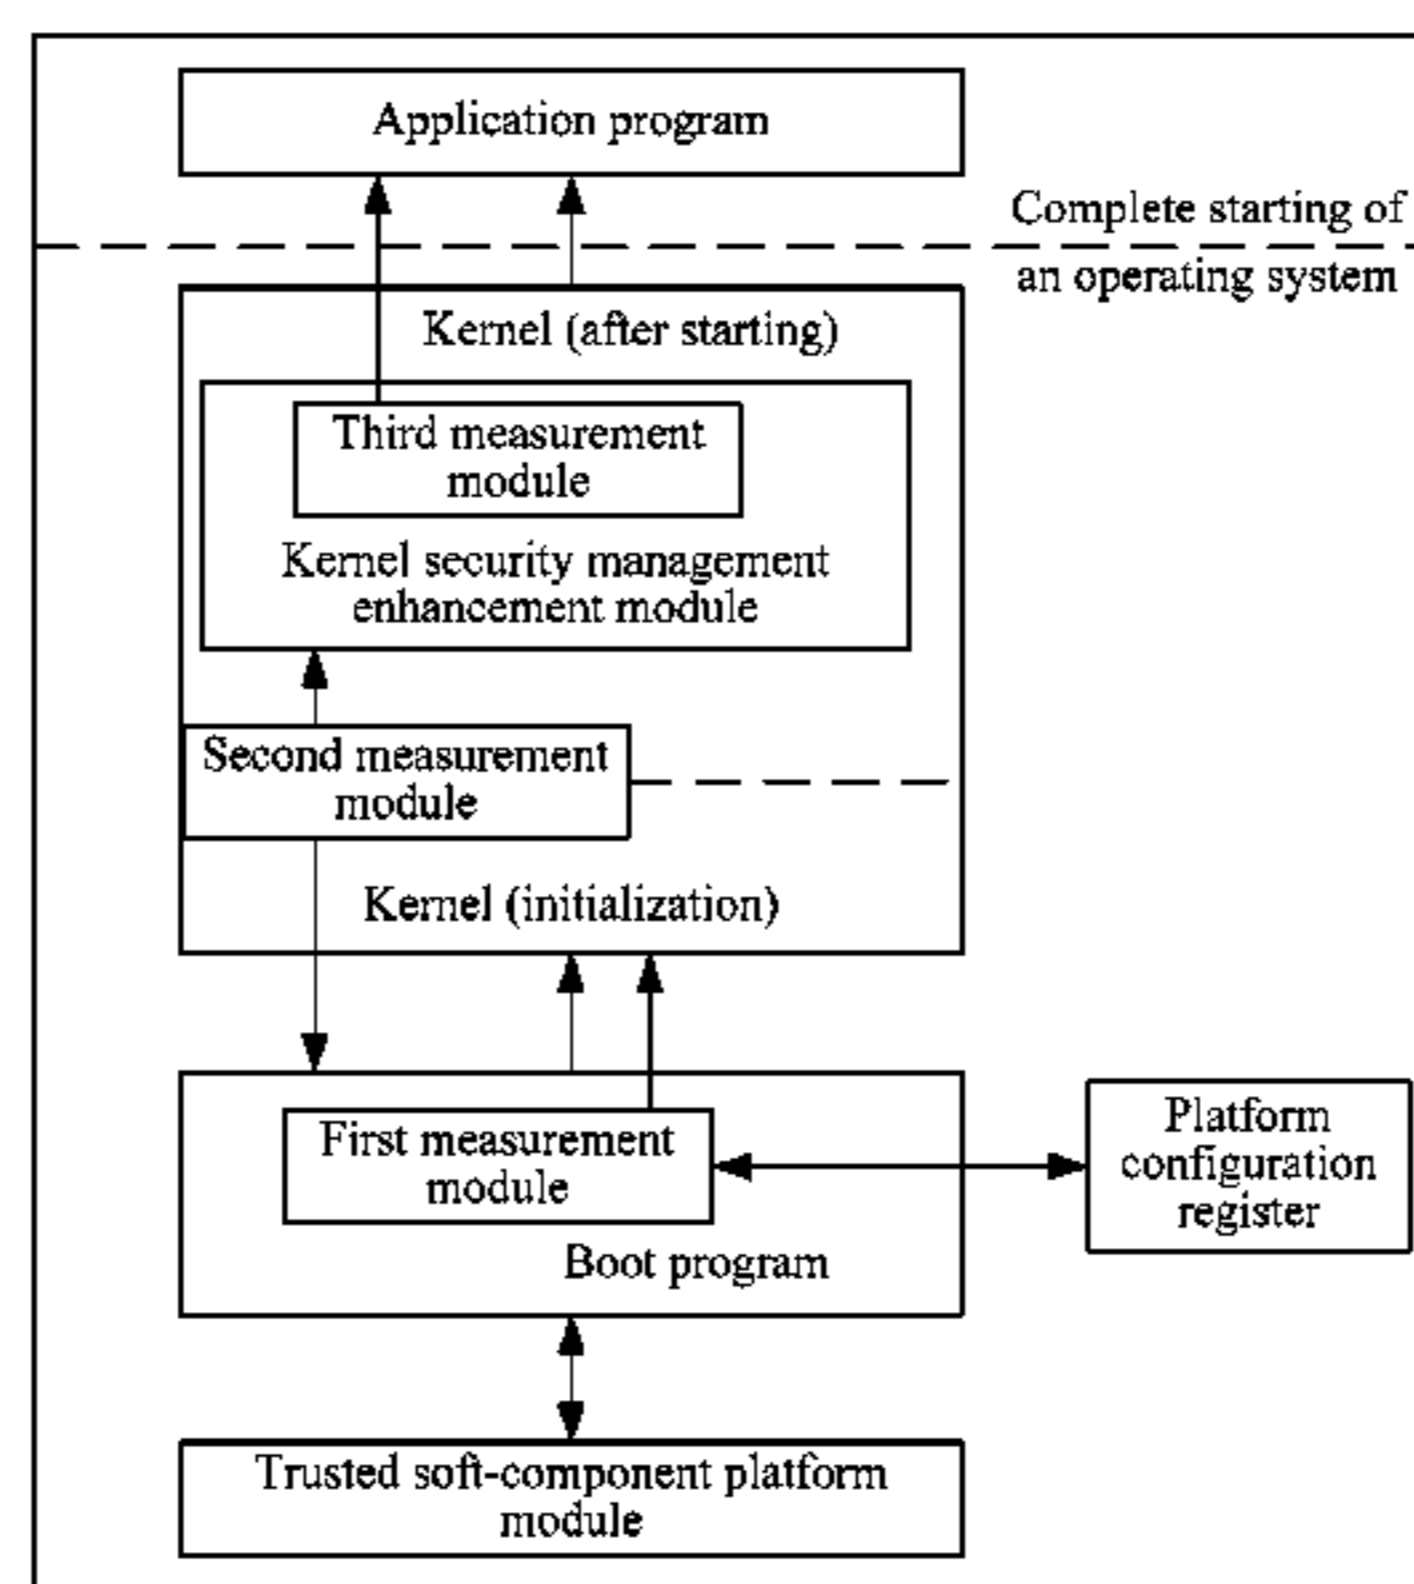 Application program
Complete starting of
an operating system
Kernel (after starting)
Third measurement
module
Kernel security management
enhancement module
Second measurement
module
Kernel (initialization)
First measurement
module
Boot program
Platform
configuration
register
Trusted soft-component platform
module